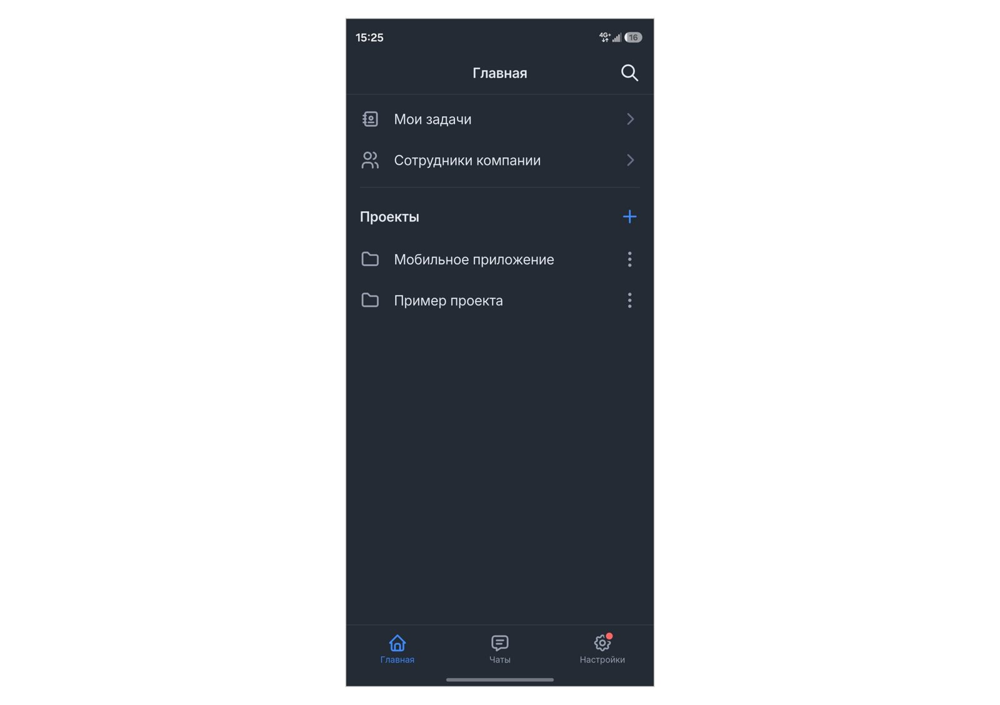 15:25
4G+ 16
Главная
Мои задачи
Сотрудники компании
Проекты
Мобильное приложение
Пример проекта
Главная
Чаты
Настройки